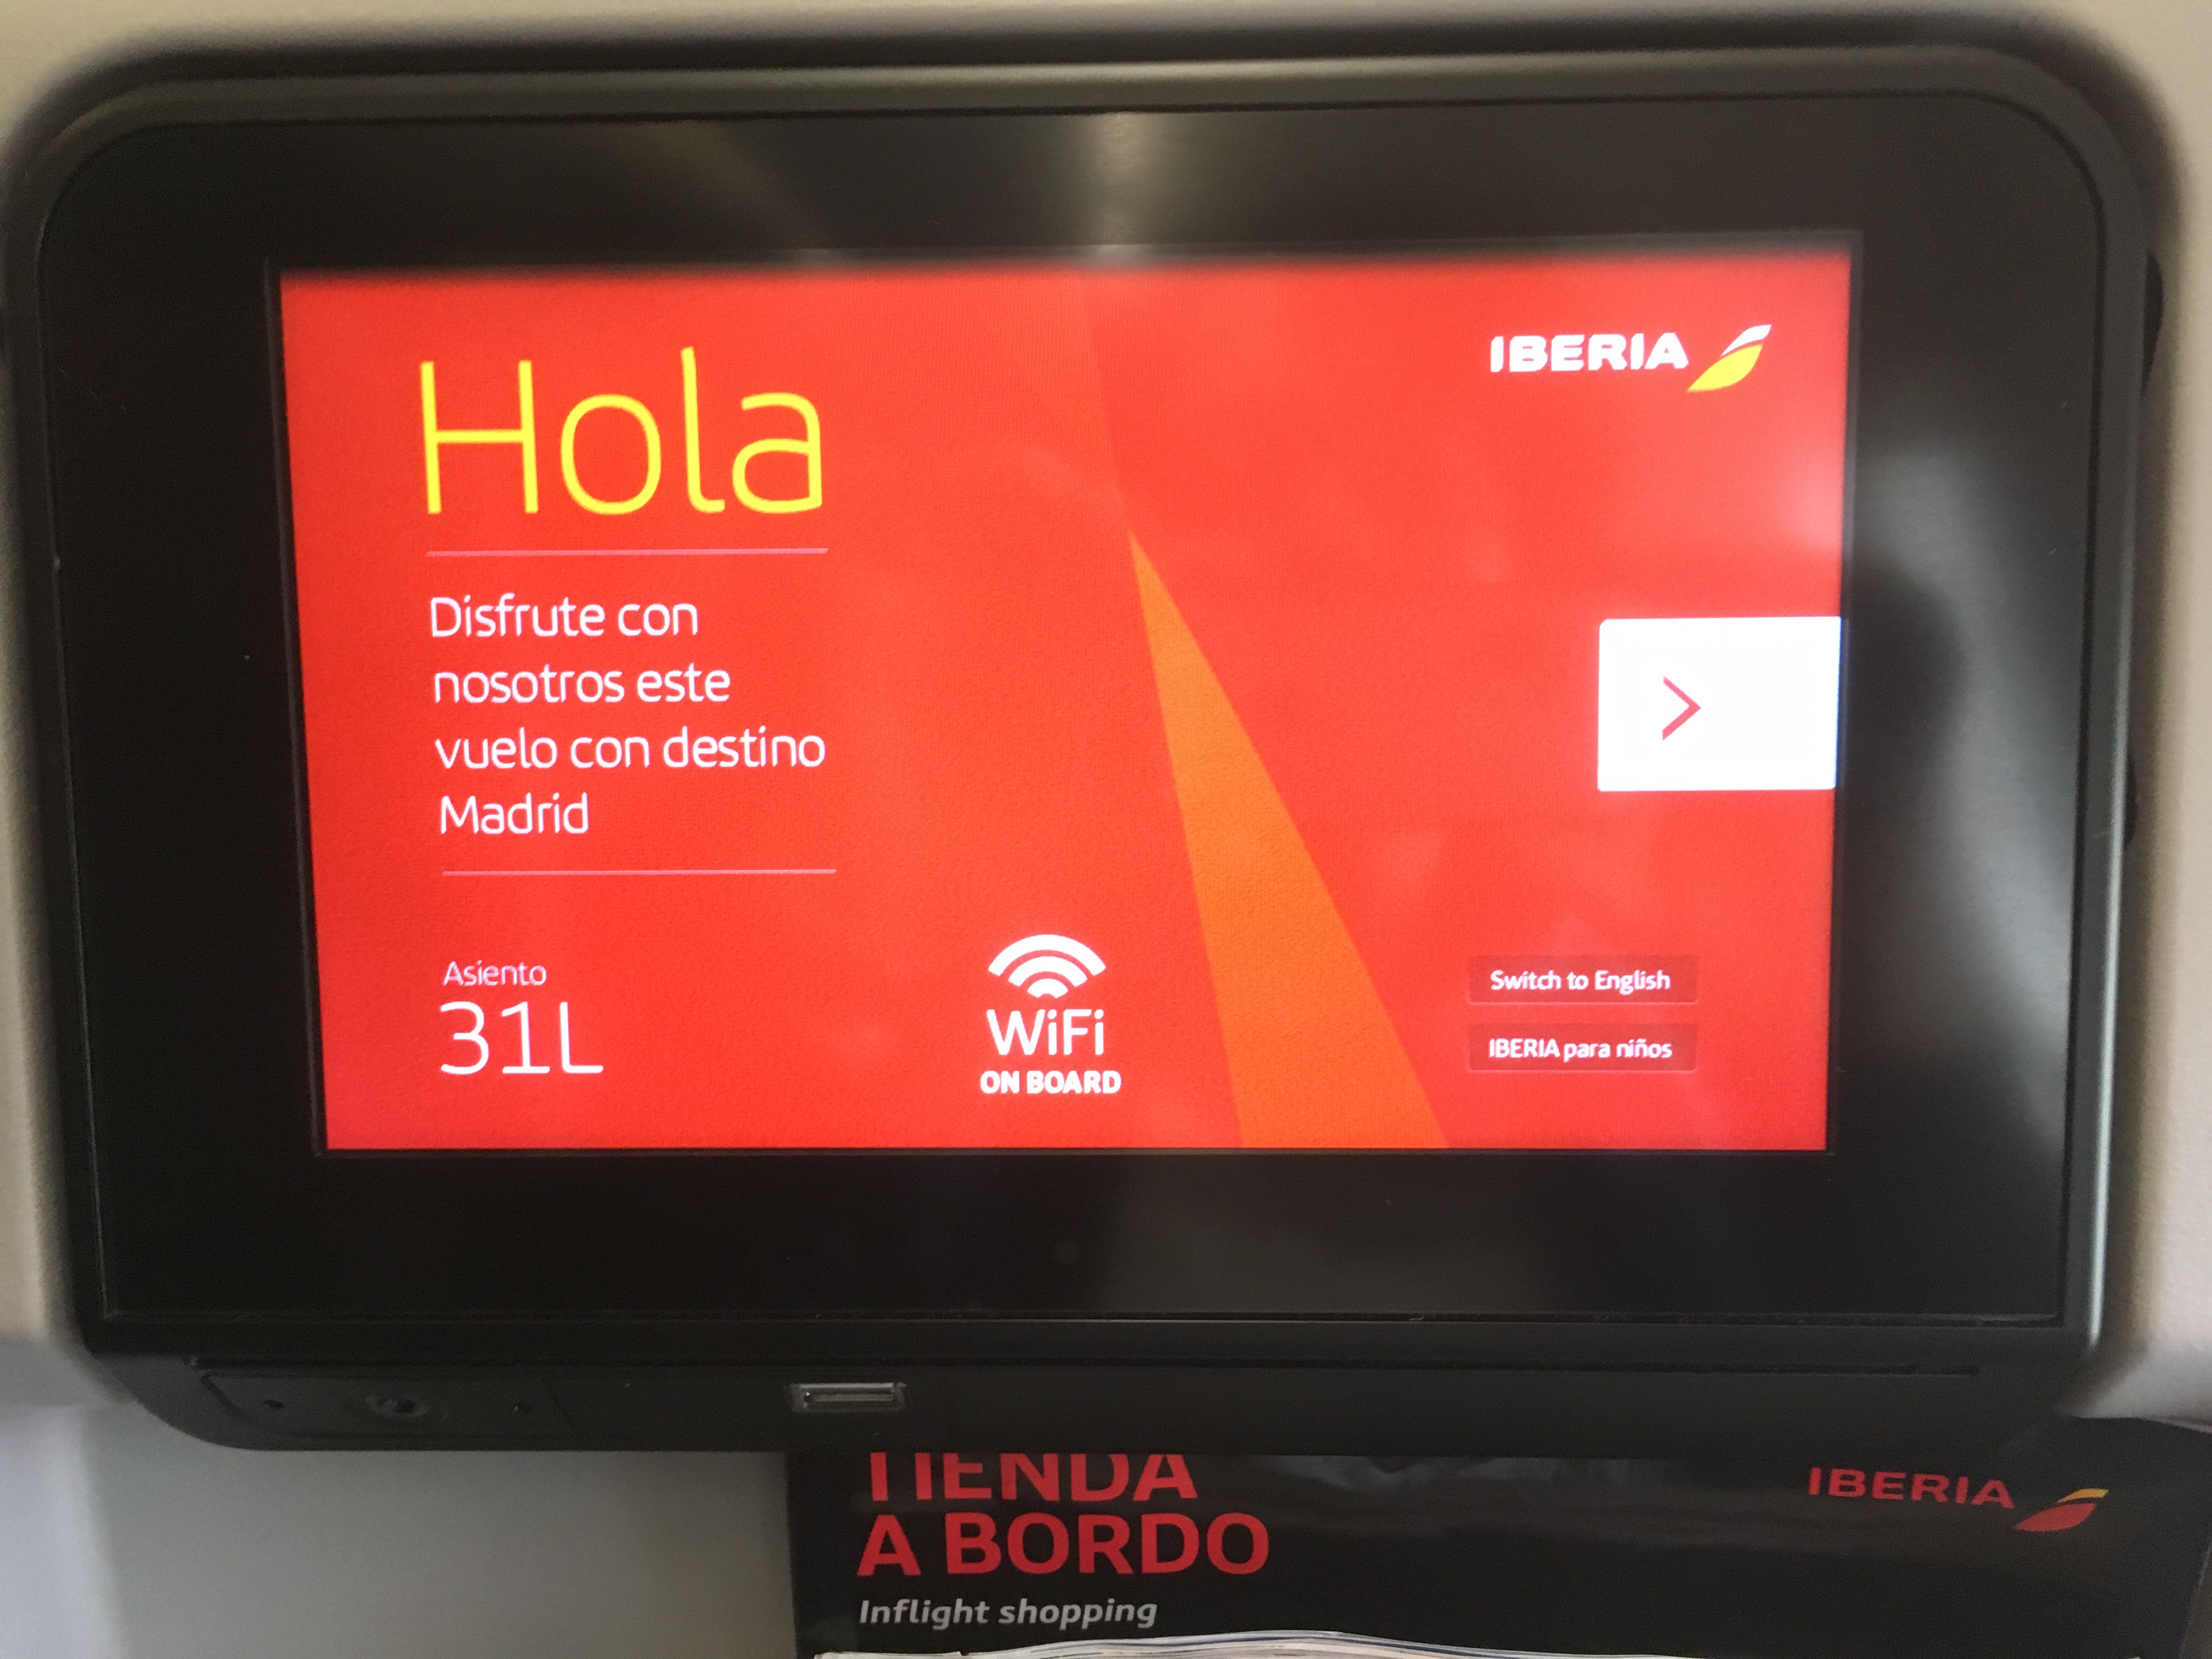 Hola
IBERIA
Disfrute con
nosotros este
vuelo con destino
Madrid
Asiento
31L
WiFi
ON BOARD
Switch to English
IBERIA para niños
TIENDA
A BORDO
Inflight shopping
IBERIA